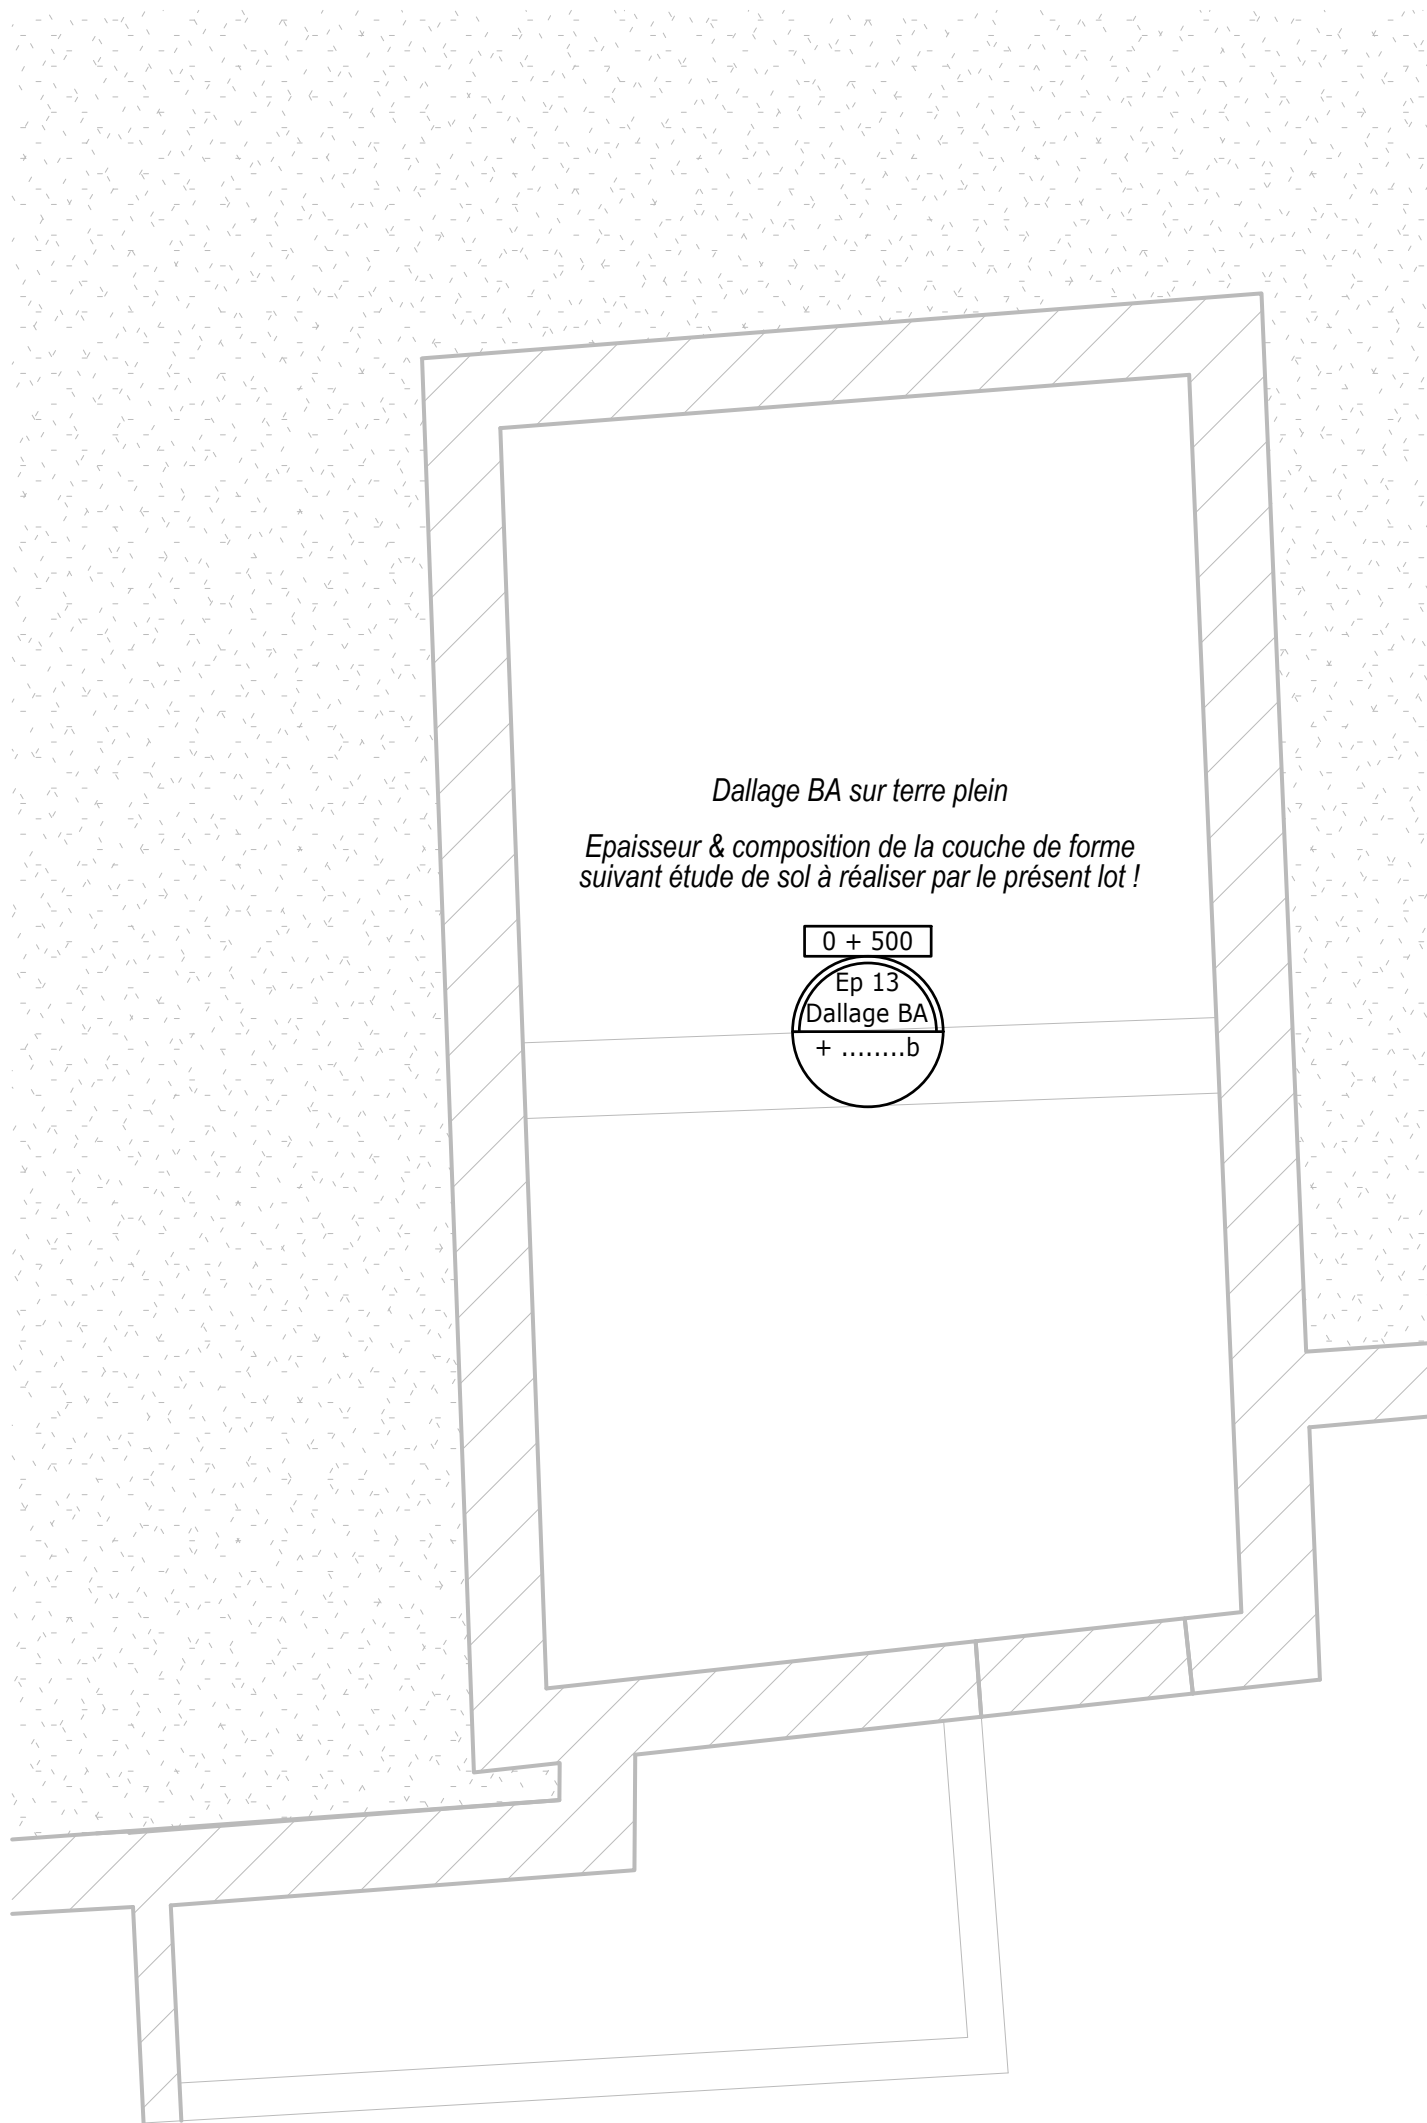 Dallage BA sur terre plein
Epaisseur & composition de la couche de forme
suivant étude de sol à réaliser par le présent lot !
0 + 500
Ep 13
Dallage BA
+ ........b